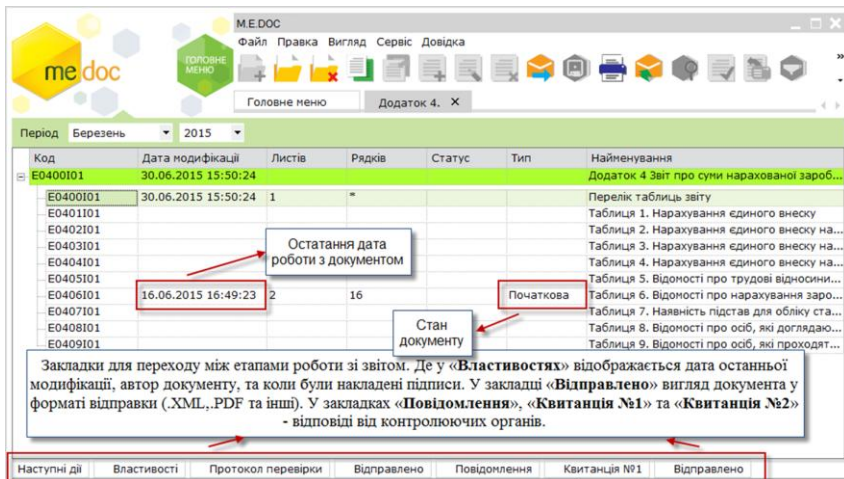 M.E.DOC
me doc
ГОЛОВНЕ МЕНЮ
Файл Правка Вигляд Сервіс Довідка
Головне меню Додаток 4. X
Період Березень 2015
Код Дата модифікації Листів Рядків Статус Тип Найменування
E0400I01 30.06.2015 15:50:24 Додаток 4 Звіт про суми нарахованої зароб...
E0400I01 30.06.2015 15:50:24 1 * Перелік таблиць звіту
E0401I01 Таблиця 1. Нарахування єдиного внеску
E0402I01 Таблиця 2. Нарахування єдиного внеску на...
E0403I01 Таблиця 3. Нарахування єдиного внеску на...
E0404I01 Таблиця 4. Нарахування єдиного внеску на...
E0405I01 Таблиця 5. Відомості про трудові відносини...
E0406I01 16.06.2015 16:49:23 2 16 Початкова Таблиця 6. Відомості про нарахування заро...
E0407I01 Таблиця 7. Наявність підстав для обліку ста...
E0408I01 Таблиця 8. Відомості про осіб, які доглядаю...
E0409I01 Таблиця 9. Відомості про осіб, які проходят...
Остатання дата
роботи з документом
Стан
документу
Закладки для переходу між етапами роботи зі звітом. Де у «Властивостях» відображається дата останньої
модифікації, автор документу, та коли були накладені підписи. У закладці «Відправлено» вигляд документа у
форматі відправки (.XML,.PDF та інші). У закладках «Повідомлення», «Квитанція №1» та «Квитанція №2»
- відповіді від контролюючих органів.
Наступні дії Властивості Протокол перевірки Відправлено Повідомлення Квитанція №1 Відправлено